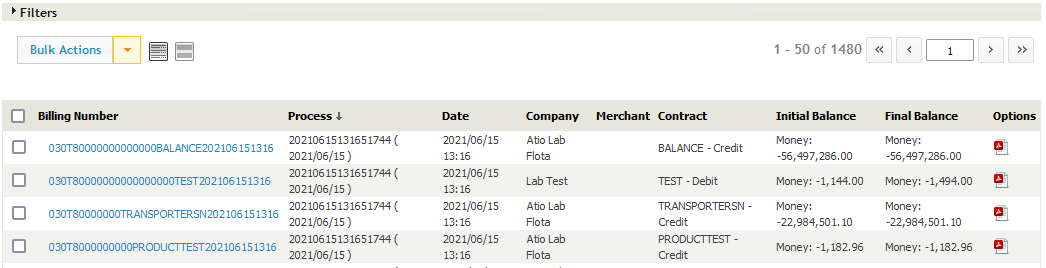 Filters
Bulk Actions
1 - 50 of 1480 « ‹ 1 › »
Billing Number Process ↓ Date Company Merchant Contract Initial Balance Final Balance Options
030T80000000000000BALANCE202106151316 20210615131651744 ( 2021/06/15 ) 2021/06/15 13:16 Atio Lab Flota BALANCE - Credit Money: -56,497,286.00 Money: -56,497,286.00
030T8000000000000000TEST202106151316 20210615131651744 ( 2021/06/15 ) 2021/06/15 13:16 Lab Test TEST - Debit Money: -1,144.00 Money: -1,494.00
030T80000000TRANSPORTERSN202106151316 20210615131651744 ( 2021/06/15 ) 2021/06/15 13:16 Atio Lab Flota TRANSPORTERSN - Credit Money: -22,984,501.10 Money: -22,984,501.10
030T8000000000PRODUCTTEST202106151316 20210615131651744 ( 2021/06/15 ) 2021/06/15 13:16 Atio Lab Flota PRODUCTTEST - Credit Money: -1,182.96 Money: -1,182.96